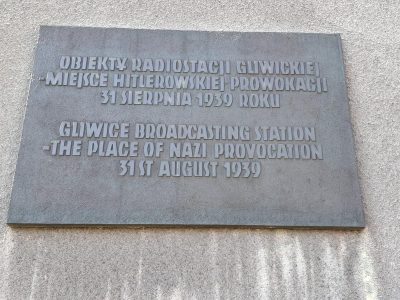 OBIEKTY RADIOSTACJI GLIWICKIEJ
-MIEJSCE HITLEROWSKIEJ PROWOKACJI
31 SIERPNIA 1939 ROKU
GLIWICE BROADCASTING STATION
-THE PLACE OF NAZI PROVOCATION
31 ST AUGUST 1939